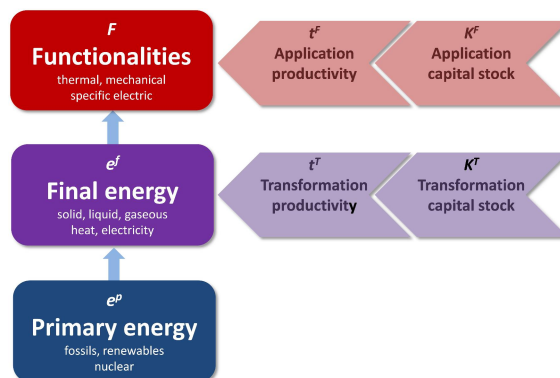 F
Functionalities
thermal, mechanical
specific electric
t^F
Application
productivity
K^F
Application
capital stock
e^f
Final energy
solid, liquid, gaseous
heat, electricity
t^T
Transformation
productivity
K^T
Transformation
capital stock
e^p
Primary energy
fossils, renewables
nuclear